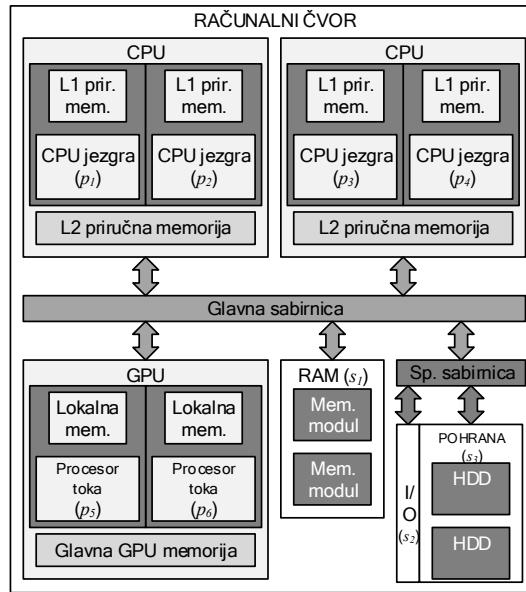 RAČUNALNI ČVOR
CPU
L1 prir.
mem.
L1 prir.
mem.
CPU jezgra
(p1)
CPU jezgra
(p2)
L2 priručna memorija
CPU
L1 prir.
mem.
L1 prir.
mem.
CPU jezgra
(p3)
CPU jezgra
(p4)
L2 priručna memorija
Glavna sabirnica
GPU
Lokalna
mem.
Lokalna
mem.
Procesor
toka
(p5)
Procesor
toka
(p6)
Glavna GPU memorija
RAM (s1)
Mem.
modul
Mem.
modul
Sp. sabirnica
I/
O
(s2)
POHRANA
(s3)
HDD
HDD